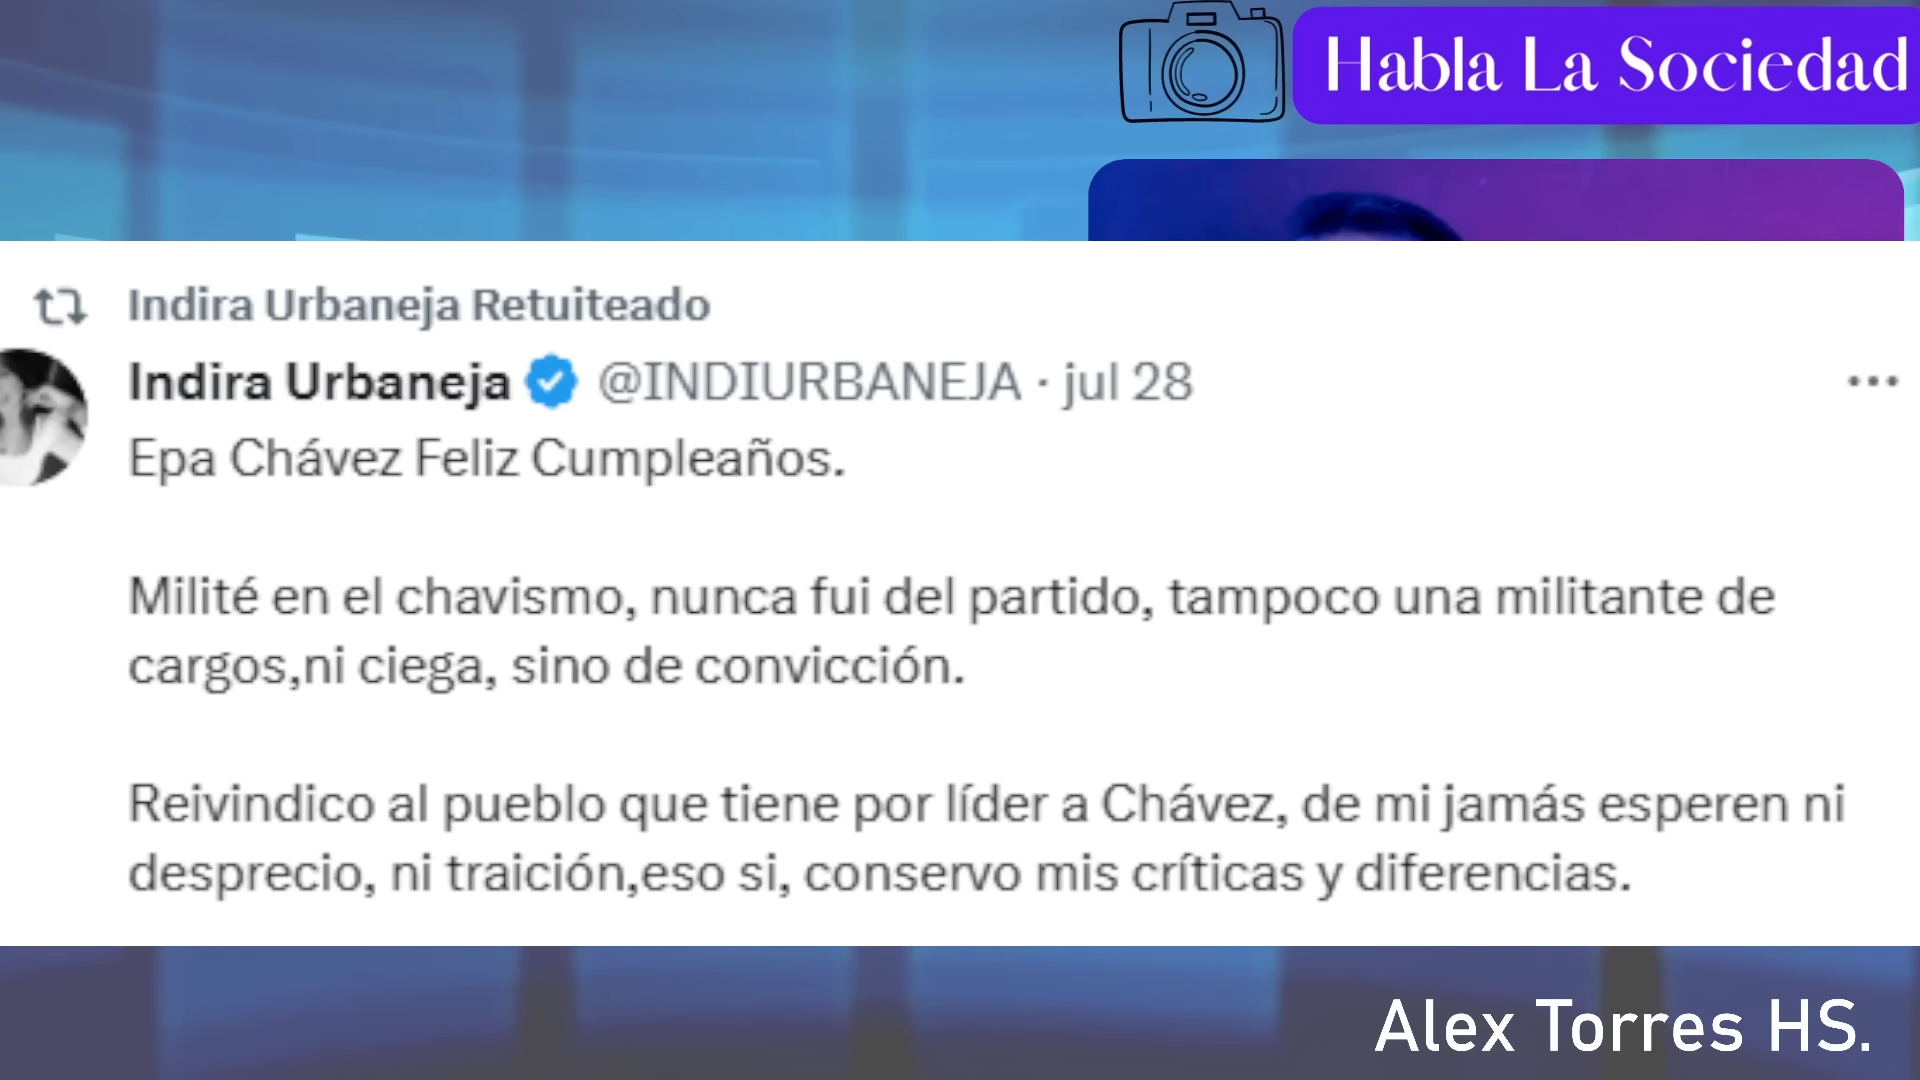 Habla La Sociedad
Indira Urbaneja Retuiteado
Indira Urbaneja @INDIURBANEJA · jul 28
Epa Chávez Feliz Cumpleaños.
Milité en el chavismo, nunca fui del partido, tampoco una militante de
cargos,ni ciega, sino de convicción.
Reivindico al pueblo que tiene por líder a Chávez, de mi jamás esperen ni
desprecio, ni traición,eso si, conservo mis críticas y diferencias.
Alex Torres HS.